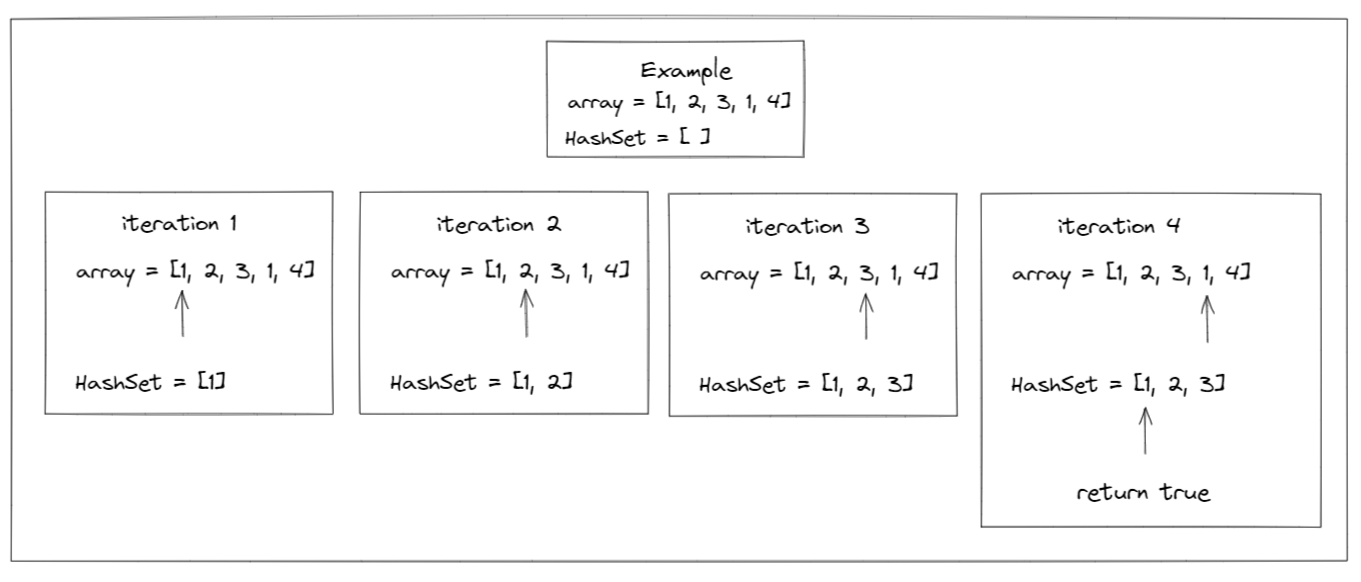 Example
array = [1, 2, 3, 1, 4]
HashSet = [ ]
iteration 1
array = [1, 2, 3, 1, 4]
HashSet = [1]
iteration 2
array = [1, 2, 3, 1, 4]
HashSet = [1, 2]
iteration 3
array = [1, 2, 3, 1, 4]
HashSet = [1, 2, 3]
iteration 4
array = [1, 2, 3, 1, 4]
HashSet = [1, 2, 3]
return true